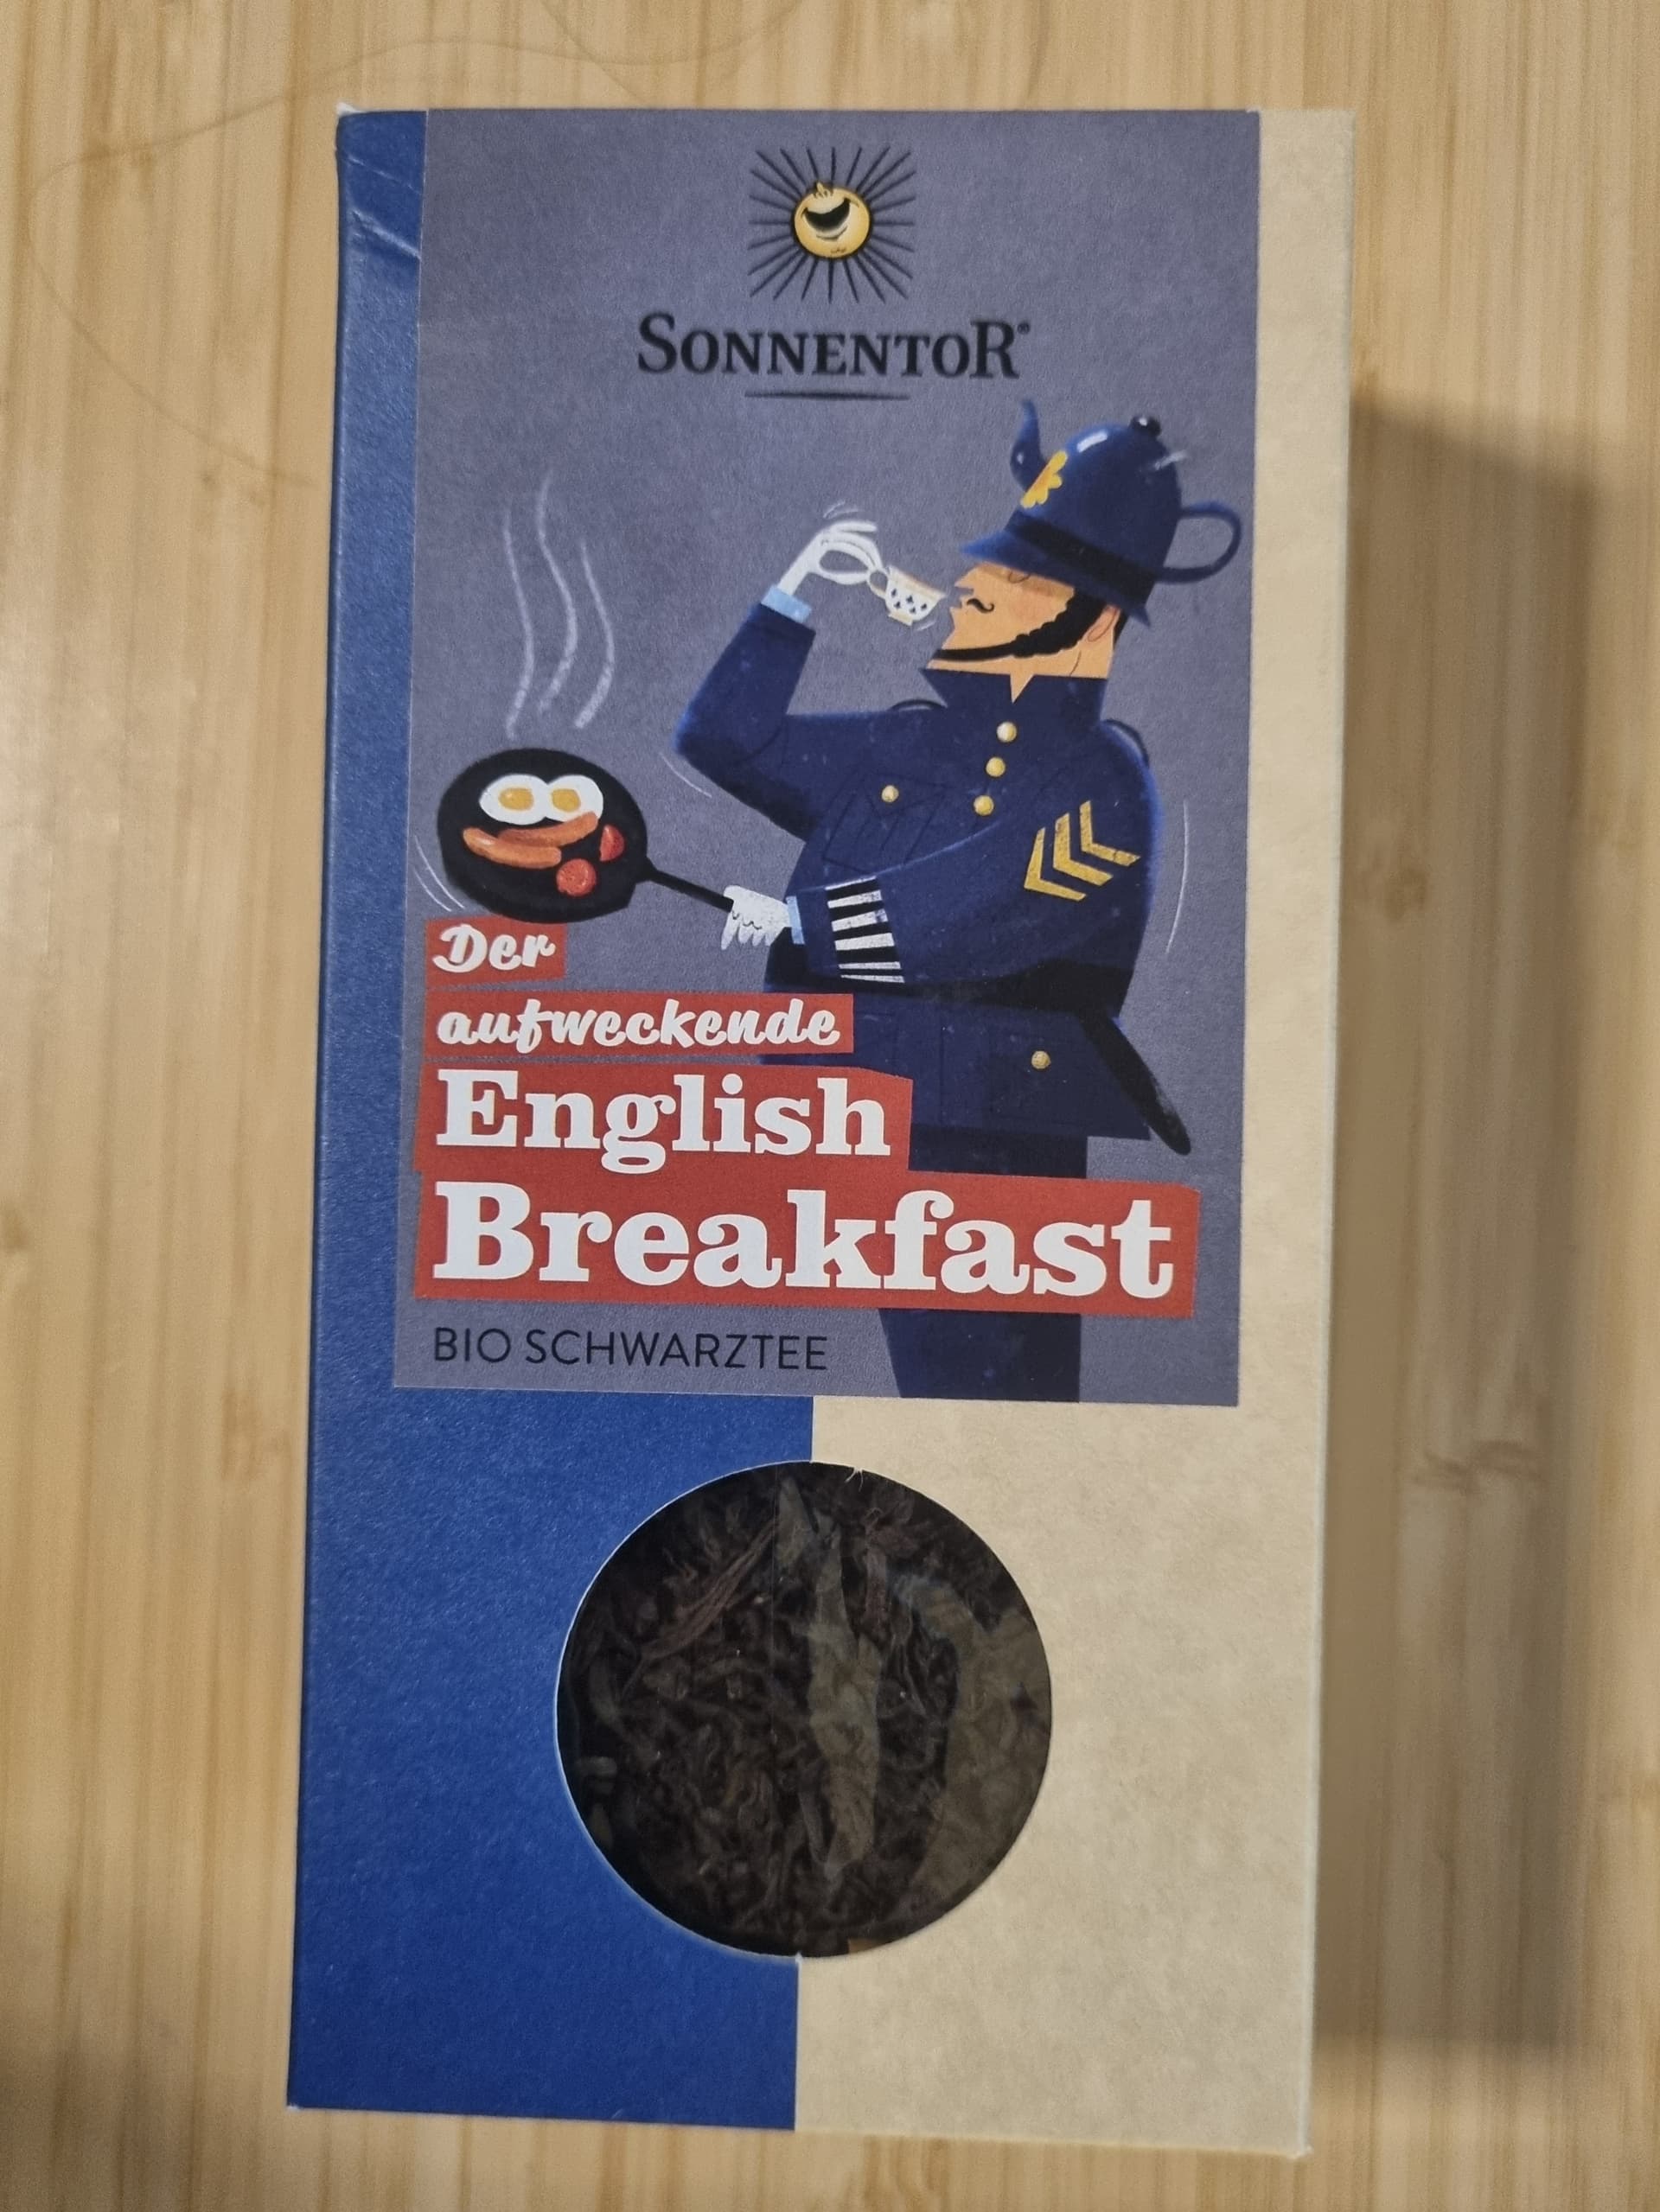 SONNENTOR®
Der
aufweckende
English
Breakfast
BIO SCHWARZTEE